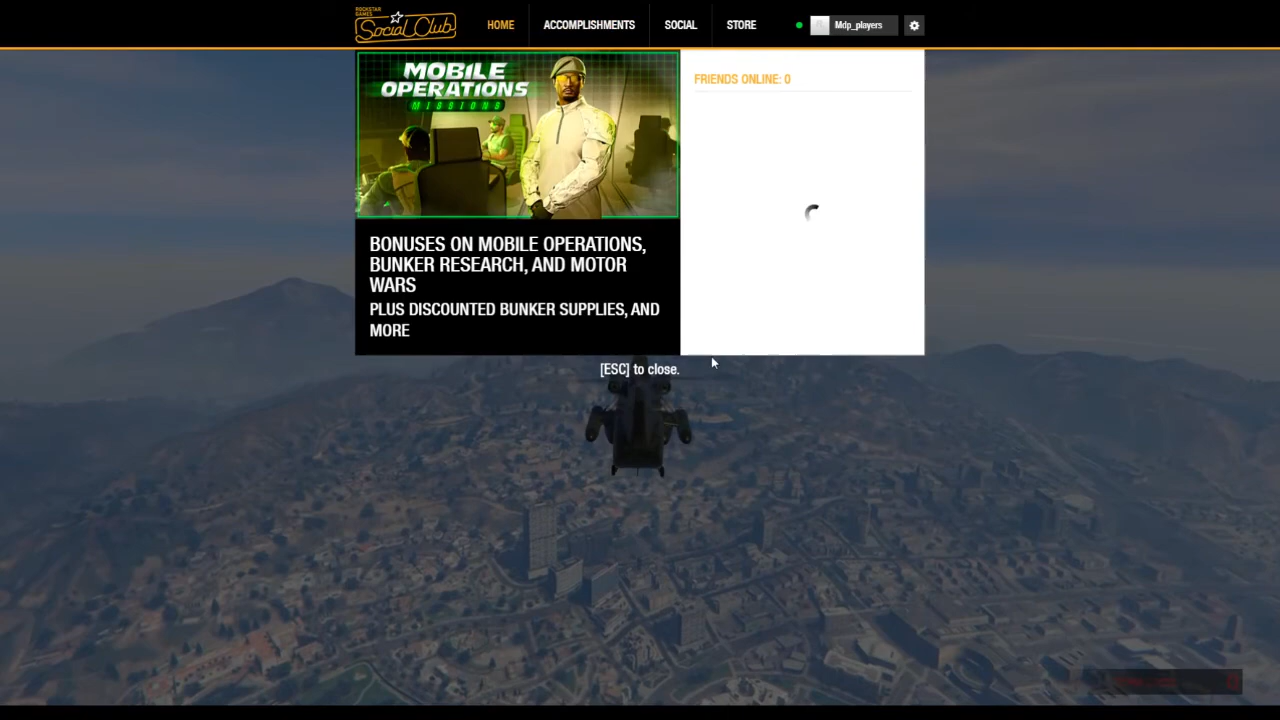 ROCKSTAR
GAMES
Social Club
HOME
ACCOMPLISHMENTS
SOCIAL
STORE
Mdp_players
MOBILE
OPERATIONS
MISSIONS
FRIENDS ONLINE: 0
BONUSES ON MOBILE OPERATIONS,
BUNKER RESEARCH, AND MOTOR
WARS
PLUS DISCOUNTED BUNKER SUPPLIES, AND
MORE
[ESC] to close.